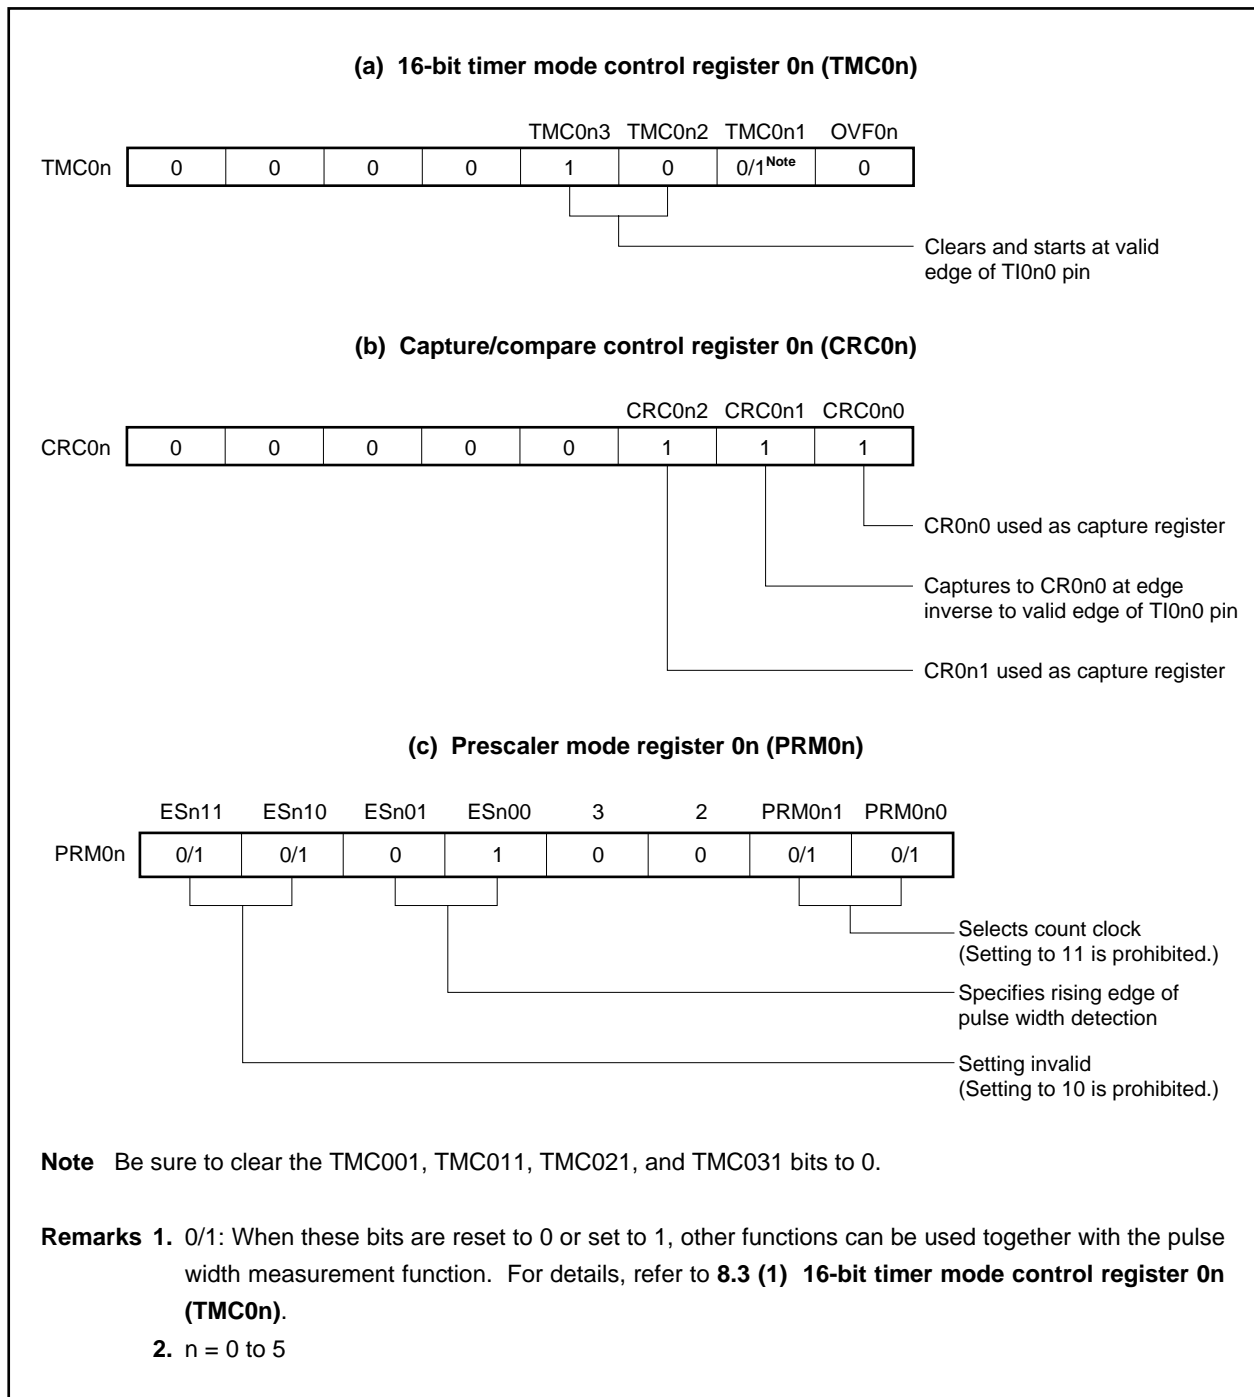 (a) 16-bit timer mode control register 0n (TMC0n)
TMC0n3 TMC0n2 TMC0n1 OVF0n
TMC0n 0 0 0 0 1 0 0/1Note 0
Clears and starts at valid
edge of TI0n0 pin
(b) Capture/compare control register 0n (CRC0n)
CRC0n2 CRC0n1 CRC0n0
CRC0n 0 0 0 0 0 1 1 1
CR0n0 used as capture register
Captures to CR0n0 at edge
inverse to valid edge of TI0n0 pin
CR0n1 used as capture register
(c) Prescaler mode register 0n (PRM0n)
ESn11 ESn10 ESn01 ESn00 3 2 PRM0n1 PRM0n0
PRM0n 0/1 0/1 0 1 0 0 0/1 0/1
Selects count clock
(Setting to 11 is prohibited.)
Specifies rising edge of
pulse width detection
Setting invalid
(Setting to 10 is prohibited.)
Note Be sure to clear the TMC001, TMC011, TMC021, and TMC031 bits to 0.
Remarks 1. 0/1: When these bits are reset to 0 or set to 1, other functions can be used together with the pulse
width measurement function. For details, refer to 8.3 (1) 16-bit timer mode control register 0n
(TMC0n).
2. n = 0 to 5